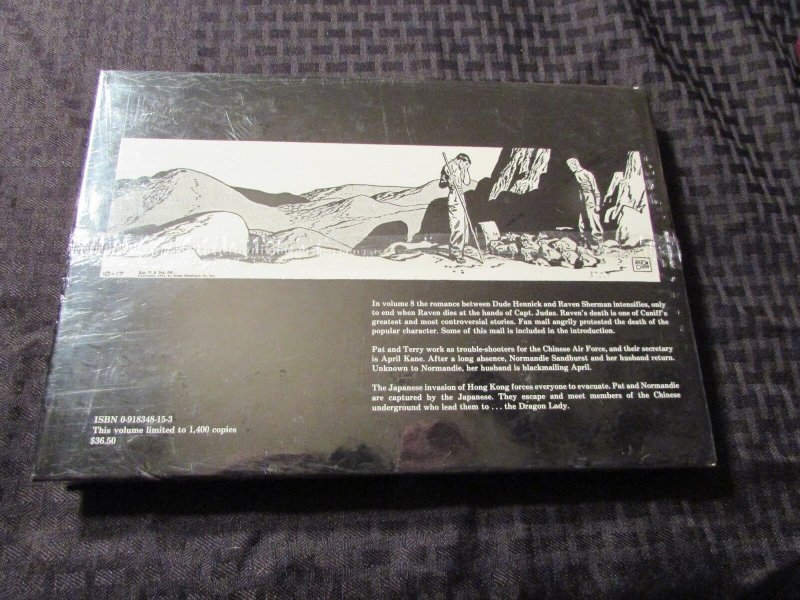 10-17
MILTON
CANIFF
In volume 8 the romance between Dude Hennick and Raven Sherman intensifies, only
to end when Raven dies at the hands of Capt. Judas. Raven's death is one of Caniff's
greatest and most controversial stories. Fan mail angrily protested the death of the
popular character. Some of this mail is included in the introduction.
Pat and Terry work as trouble-shooters for the Chinese Air Force, and their secretary
is April Kane. After a long absence, Normandie Sandhurst and her husband return.
Unknown to Normandie, her husband is blackmailing April.
The Japanese invasion of Hong Kong forces everyone to evacuate. Pat and Normandie
are captured by the Japanese. They escape and meet members of the Chinese
underground who lead them to . . . the Dragon Lady.
ISBN 0-918348-15-3
This volume limited to 1,400 copies
$36.50